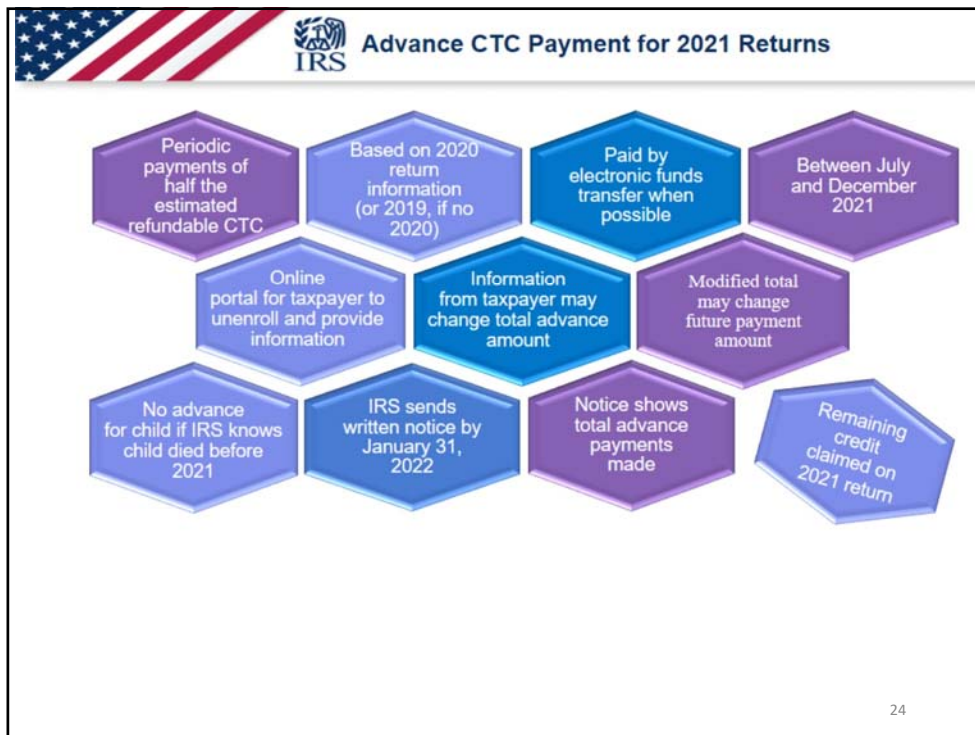 IRS
Advance CTC Payment for 2021 Returns
Periodic
payments of
half the
estimated
refundable CTC
Based on 2020
return
information
(or 2019, if no
2020)
Paid by
electronic funds
transfer when
possible
Between July
and December
2021
Online
portal for taxpayer to
unenroll and provide
information
Information
from taxpayer may
change total advance
amount
Modified total
may change
future payment
amount
No advance
for child if IRS knows
child died before
2021
IRS sends
written notice by
January 31,
2022
Notice shows
total advance
payments
made
Remaining
credit
claimed on
2021 return
24